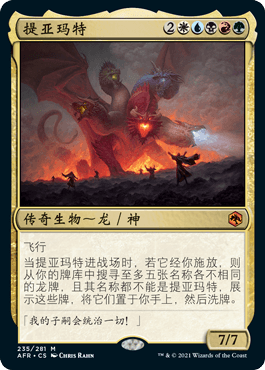 提亚玛特 2
传奇生物～龙／神
飞行
当提亚玛特进战场时，若它经你施放，则
从你的牌库中搜寻至多五张名称各不相
同的龙牌，且其名称都不能是提亚玛特，展
示这些牌，将它们置于你手上，然后洗牌。
「我的子嗣会统治一切！」
7/7
235/281 M
AFR • CS Chris Rahn
™ & © 2021 Wizards of the Coast